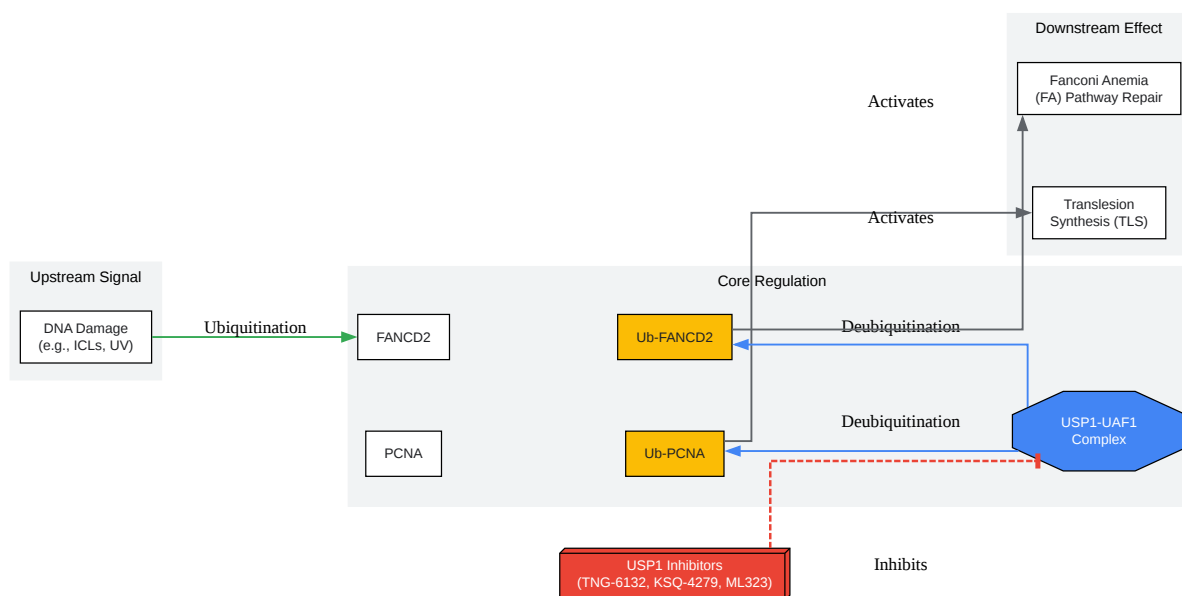 Downstream Effect
Fanconi Anemia
(FA) Pathway Repair
Activates
Translesion
Synthesis (TLS)
Activates
Upstream Signal
Core Regulation
DNA Damage
(e.g., ICLs, UV)
Ubiquitination
FANCD2
Ub-FANCD2
Deubiquitination
PCNA
Ub-PCNA
Deubiquitination
USP1-UAF1
Complex
USP1 Inhibitors
(TNG-6132, KSQ-4279, ML323)
Inhibits